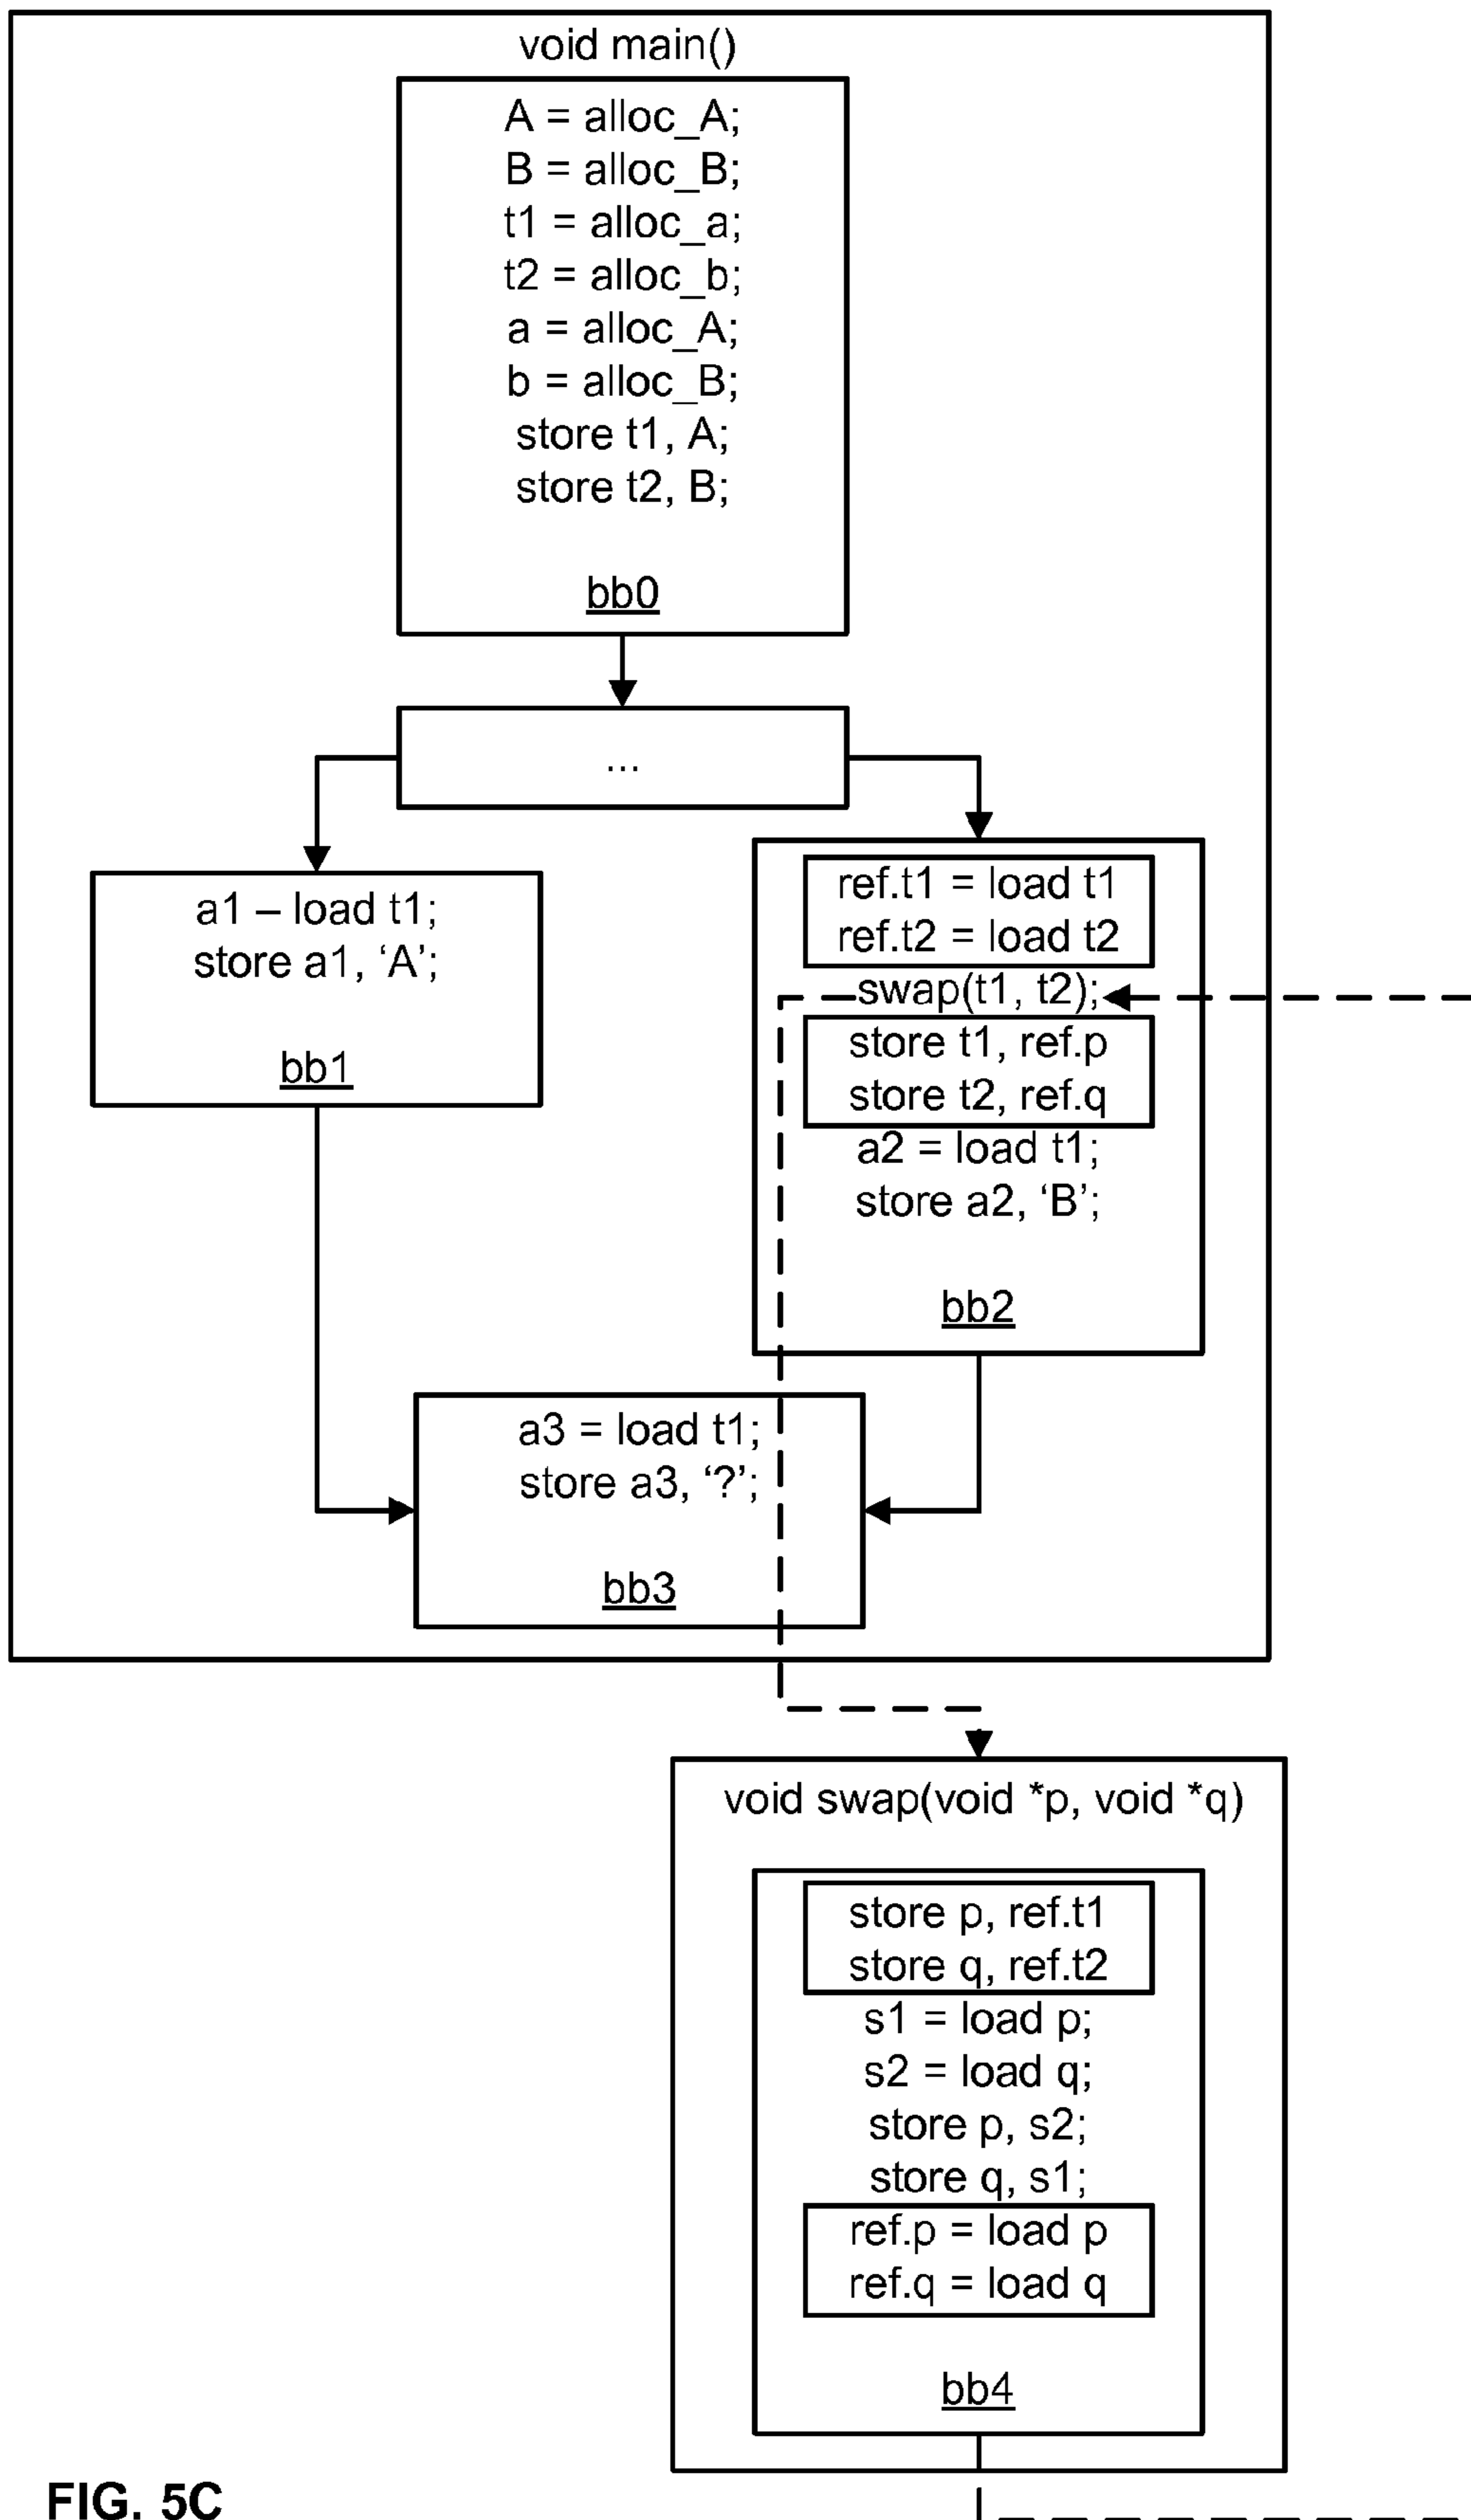 void main()
A = alloc_A;
B = alloc_B;
t1 = alloc_a;
t2 = alloc_b;
a = alloc_A;
b = alloc_B;
store t1, A;
store t2, B;
bb0
...
a1 – load t1;
store a1, ‘A’;
bb1
ref.t1 = load t1
ref.t2 = load t2
swap(t1, t2);
store t1, ref.p
store t2, ref.q
a2 = load t1;
store a2, ‘B’;
bb2
a3 = load t1;
store a3, ‘?’;
bb3
void swap(void *p, void *q)
store p, ref.t1
store q, ref.t2
s1 = load p;
s2 = load q;
store p, s2;
store q, s1;
ref.p = load p
ref.q = load q
bb4
FIG. 5C